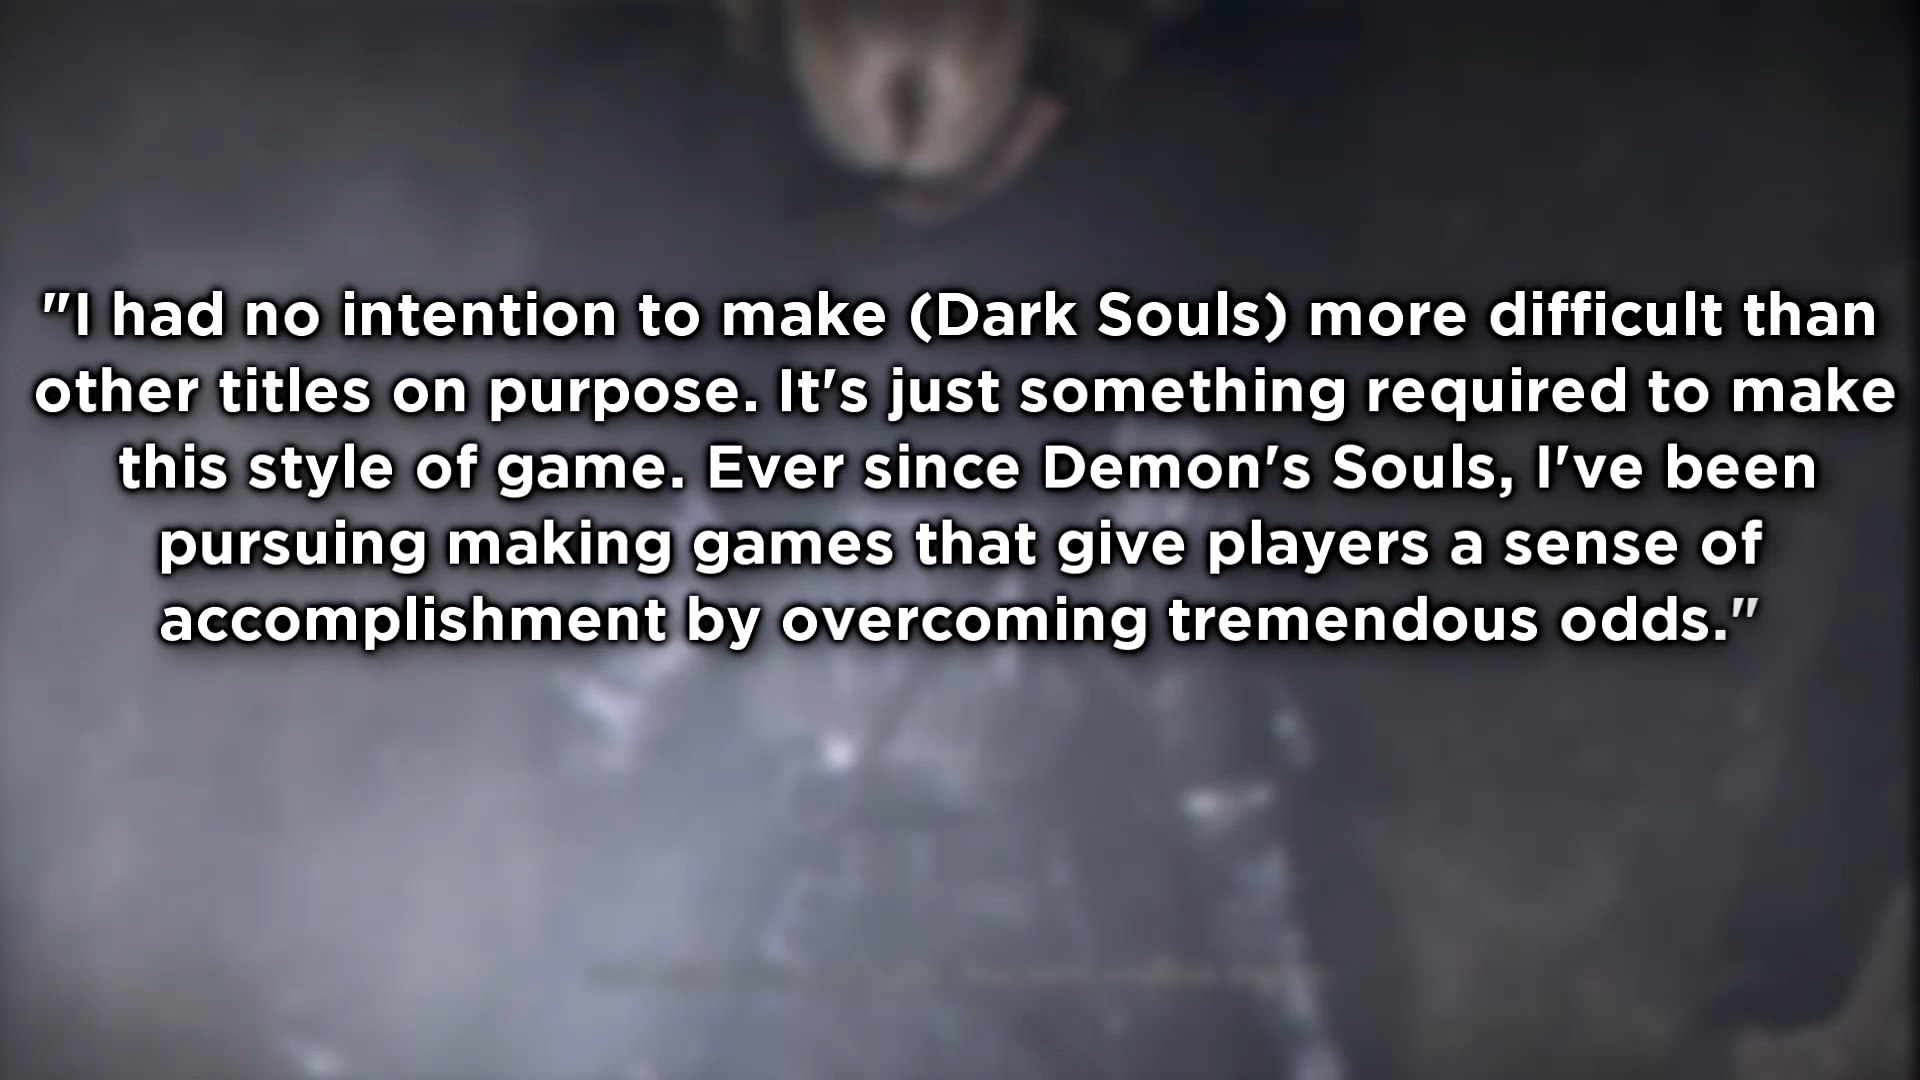 "I had no intention to make (Dark Souls) more difficult than
other titles on purpose. It's just something required to make
this style of game. Ever since Demon's Souls, I've been
pursuing making games that give players a sense of
accomplishment by overcoming tremendous odds."